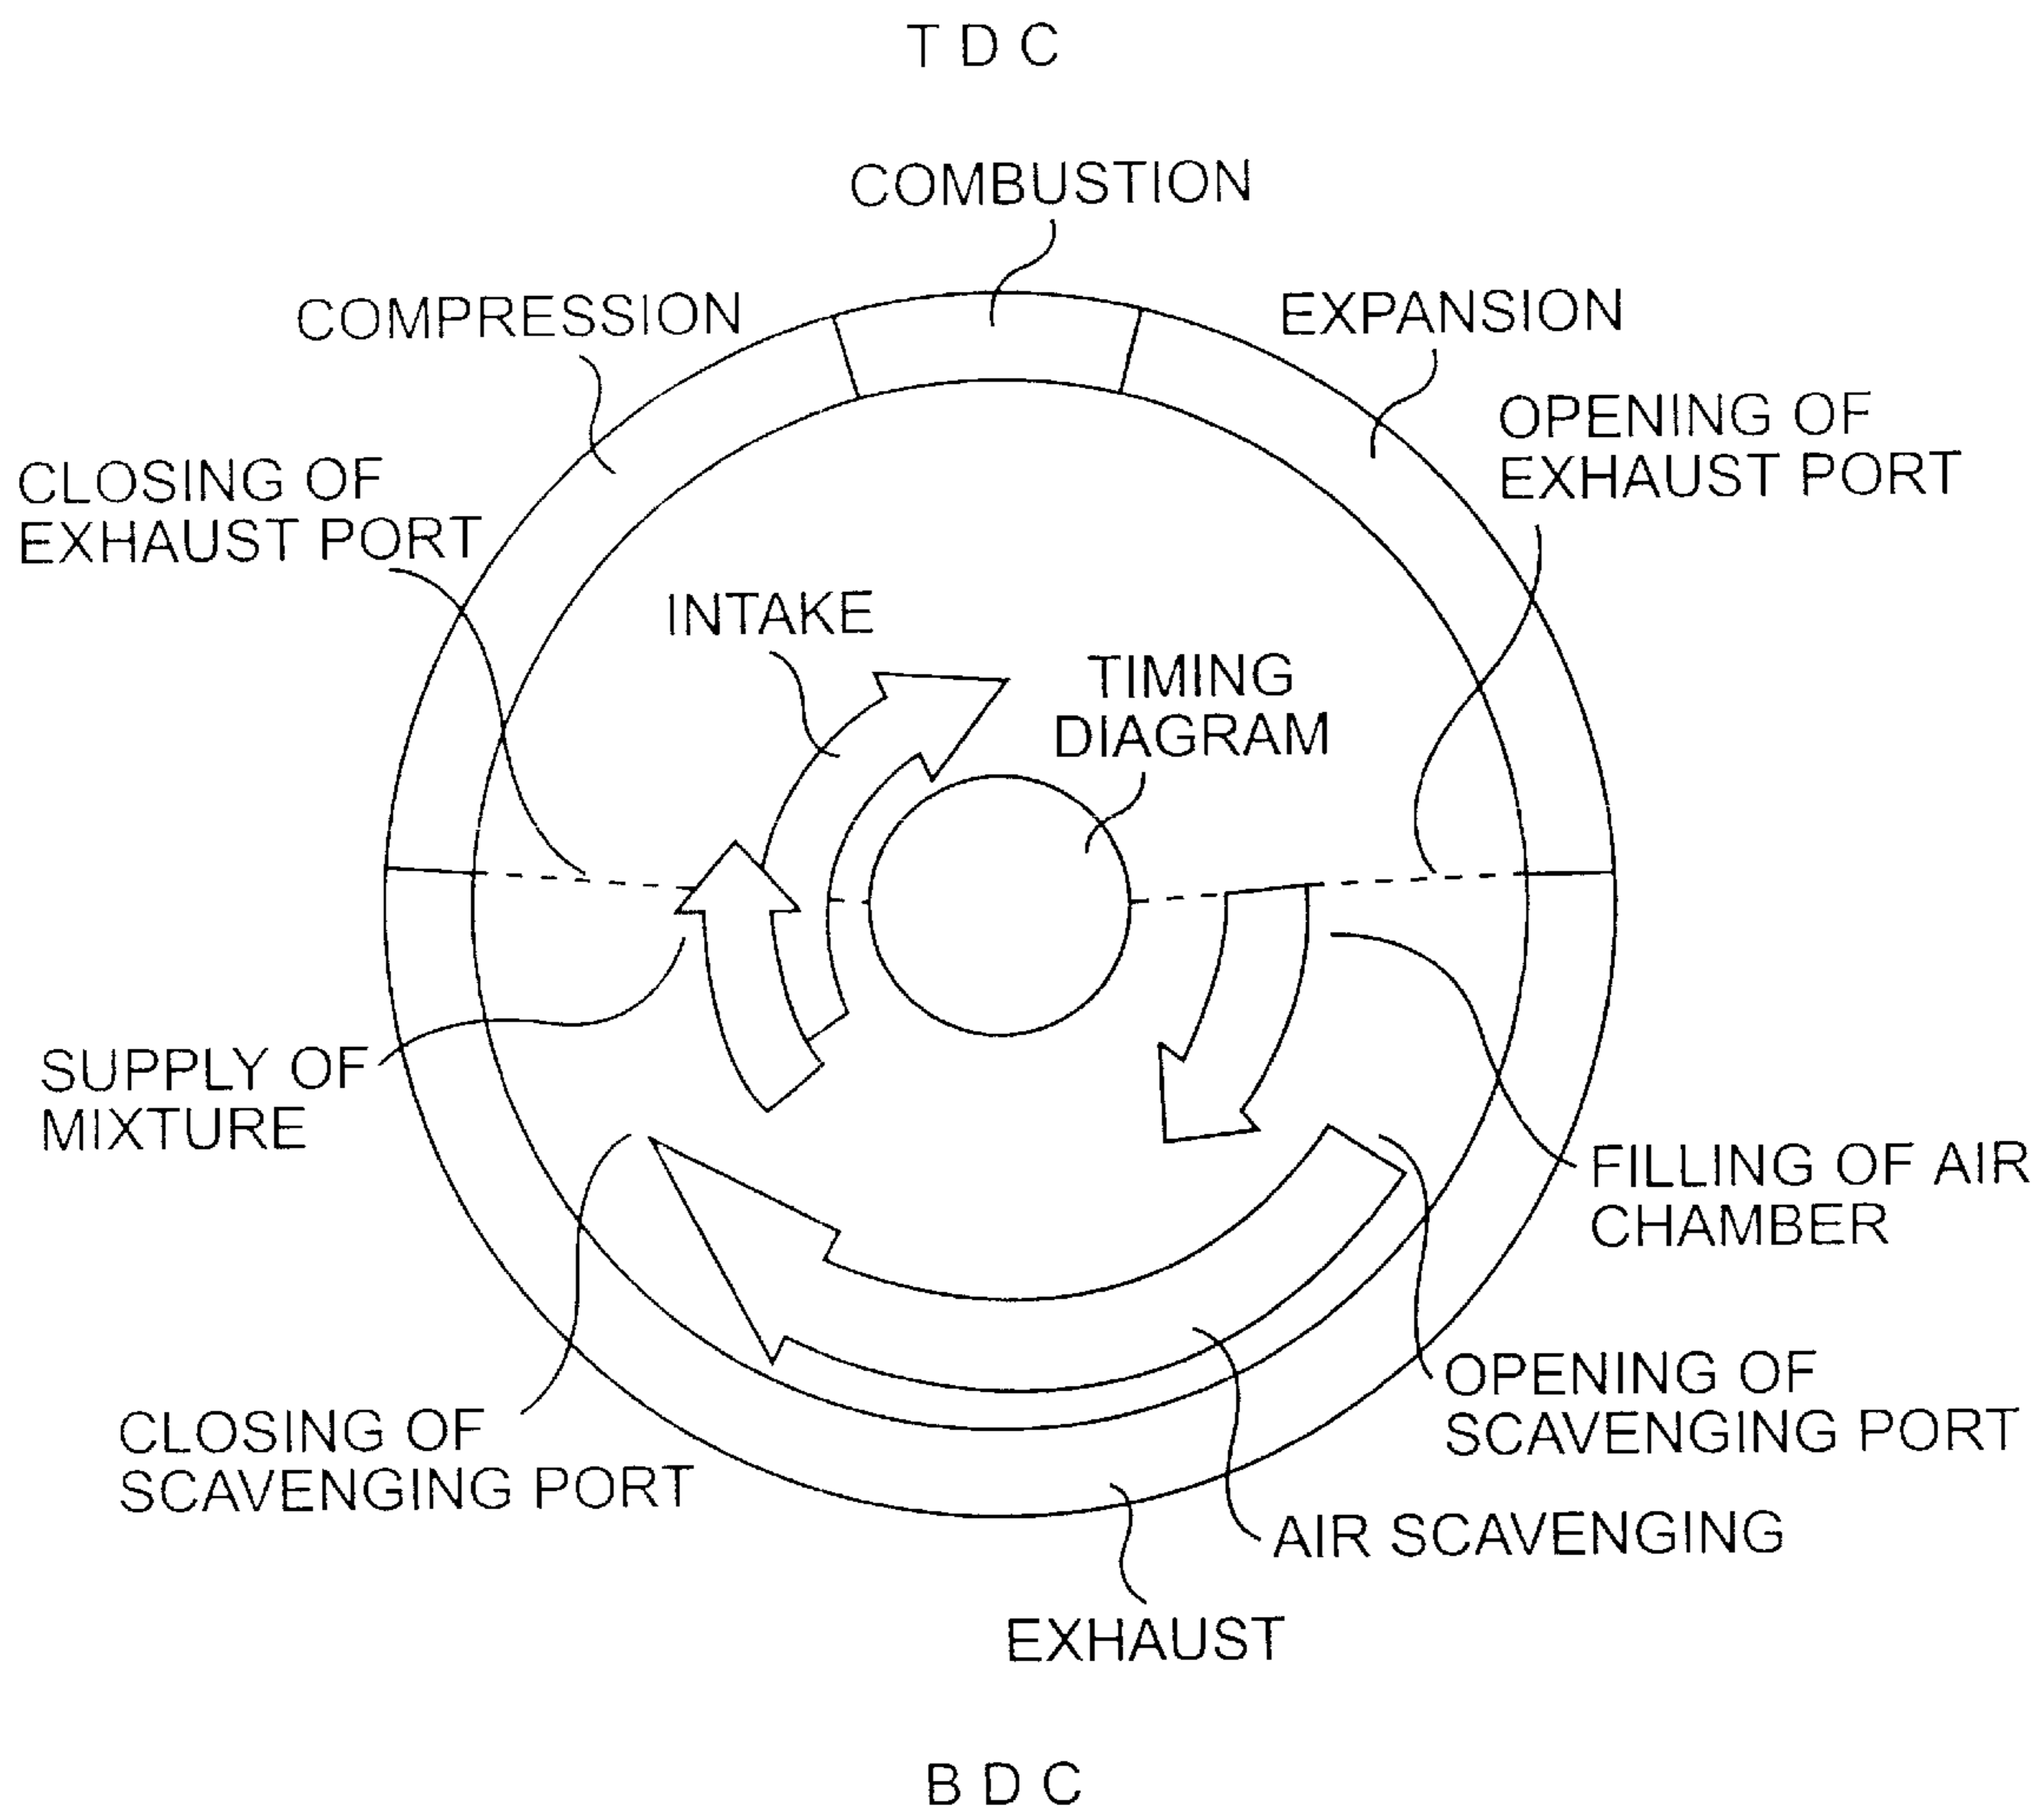 T D C
COMBUSTION
COMPRESSION
EXPANSION
OPENING OF
EXHAUST PORT
CLOSING OF
EXHAUST PORT
INTAKE
TIMING
DIAGRAM
SUPPLY OF
MIXTURE
FILLING OF AIR
CHAMBER
OPENING OF
SCAVENGING PORT
CLOSING OF
SCAVENGING PORT
AIR SCAVENGING
EXHAUST
B D C